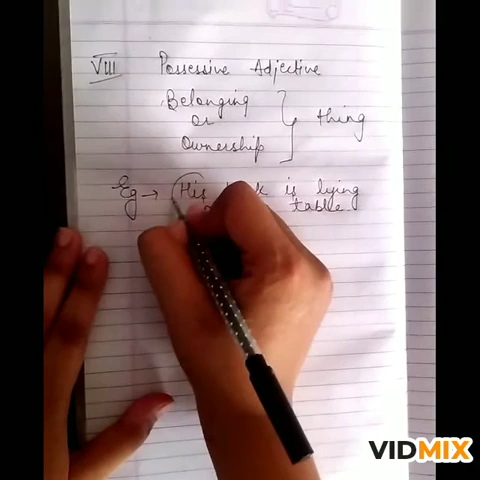 VIII Possessive Adjective
Belonging
or
Ownership
thing
Eg → His is lying
table
VIDMIX